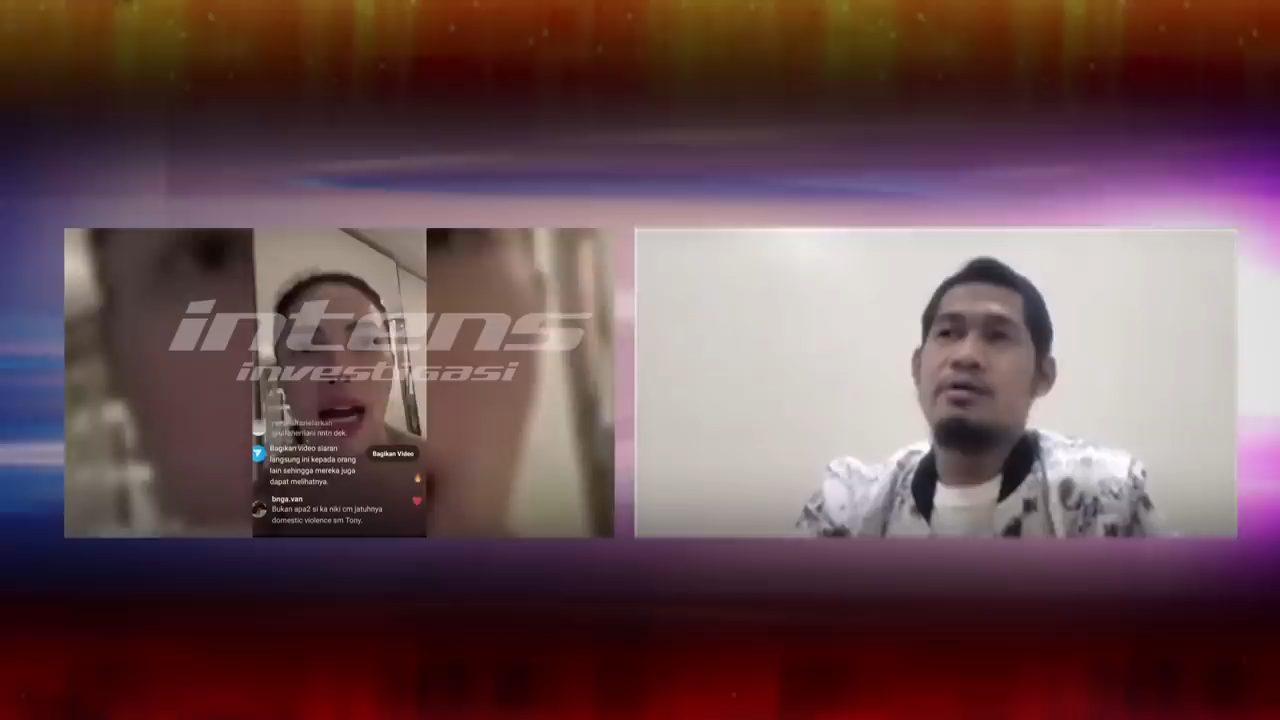 intens
investigasi
Bagikan Video siaran
langsung ini kepada orang
lain sehingga mereka juga
dapat melihatnya.
Bagikan Video
bnga.van
Bukan apa2 si ka niki cm jatuhnya
domestic violence sm Tony.